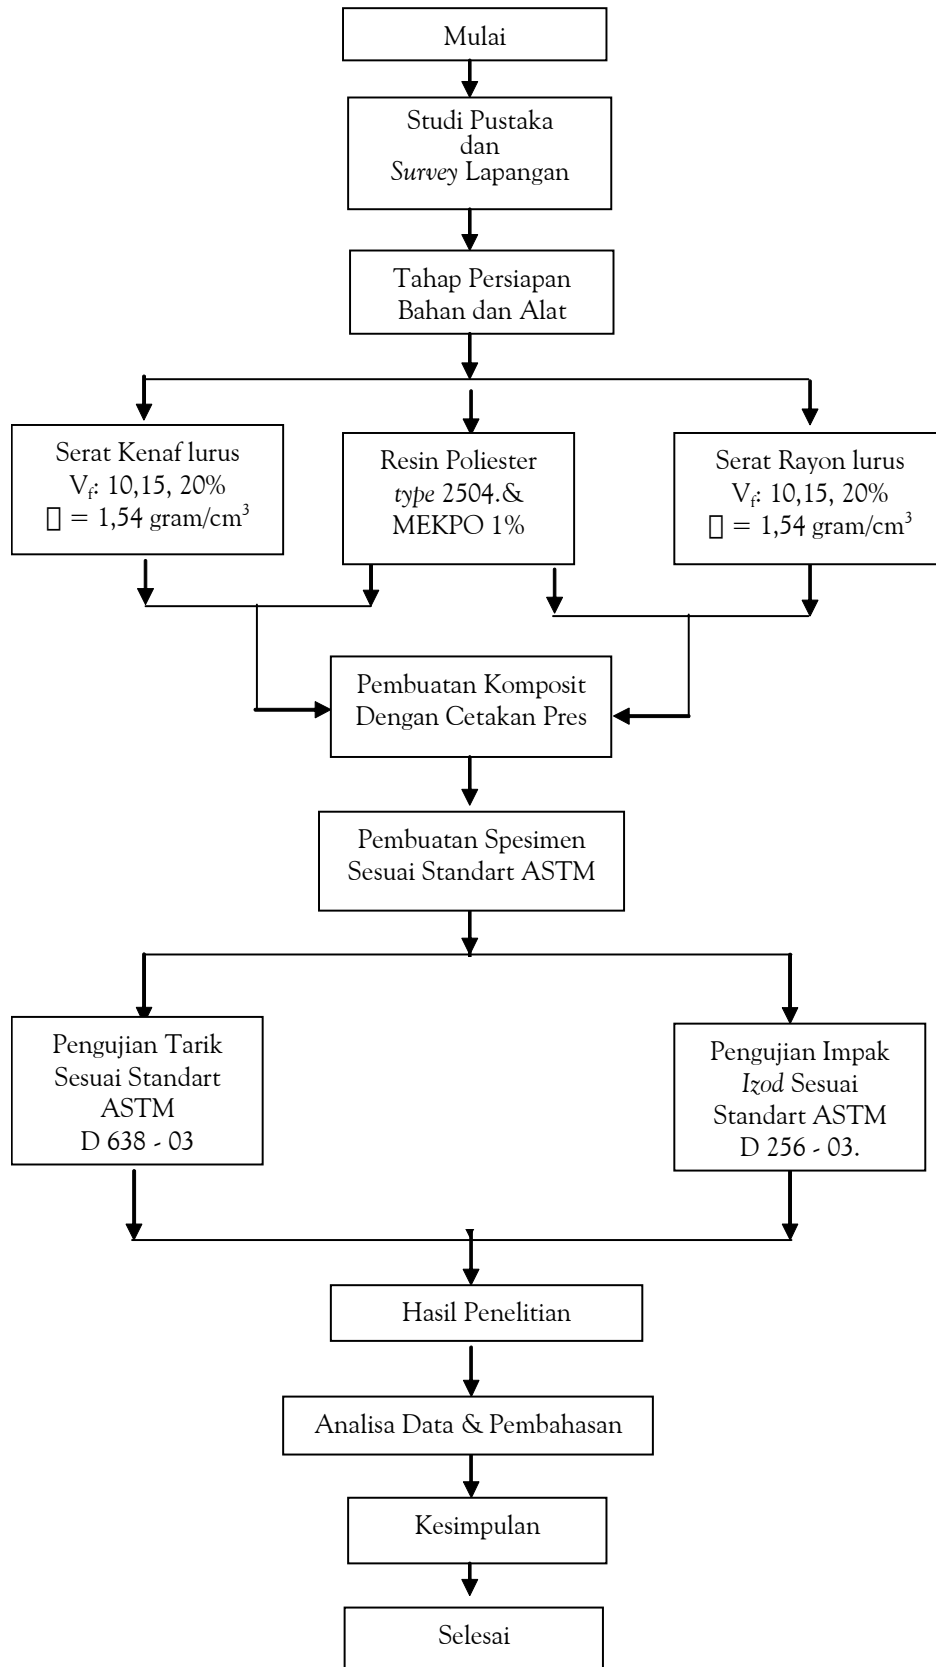 Mulai
Studi Pustaka
dan
Survey Lapangan
Tahap Persiapan
Bahan dan Alat
Serat Kenaf lurus
V_f: 10,15, 20%
□ = 1,54 gram/cm³
Resin Poliester
type 2504.&
MEKPO 1%
Serat Rayon lurus
V_f: 10,15, 20%
□ = 1,54 gram/cm³
Pembuatan Komposit
Dengan Cetakan Pres
Pembuatan Spesimen
Sesuai Standart ASTM
Pengujian Tarik
Sesuai Standart
ASTM
D 638 - 03
Pengujian Impak
Izod Sesuai
Standart ASTM
D 256 - 03.
Hasil Penelitian
Analisa Data & Pembahasan
Kesimpulan
Selesai